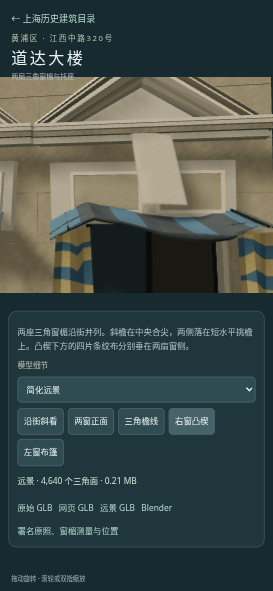 ← 上海历史建筑目录
黄浦区 · 江西中路320号
道达大楼
两扇三角窗楣与托座
两座三角窗楣沿街并列。斜檐在中央合尖，两侧落在短水平挑檐上。凸楔下方的四片条纹布分别垂在两扇窗侧。
模型细节
简化远景
沿街斜看
两窗正面
三角檐线
右窗凸楔
左窗布篷
远景 · 4,640 个三角面 · 0.21 MB
原始 GLB 网页 GLB 远景 GLB Blender
署名原照、窗楣测量与位置
拖动旋转 · 滚轮或双指缩放